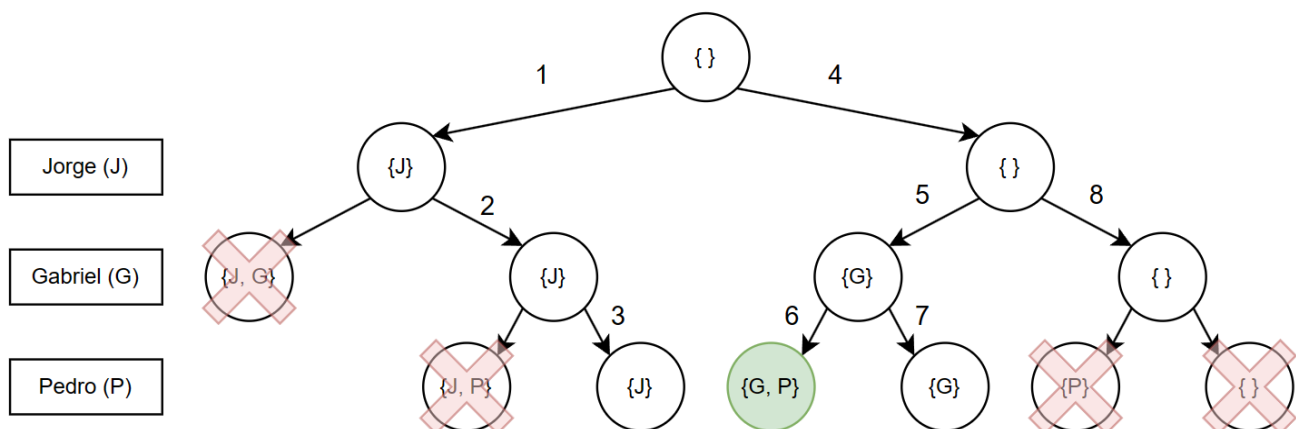 { }
1
4
Jorge (J)
{J}
{ }
2
5
8
Gabriel (G)
{J, G}
{J}
{G}
{ }
3
6
7
Pedro (P)
{J, P}
{J}
{G, P}
{G}
{P}
{ }